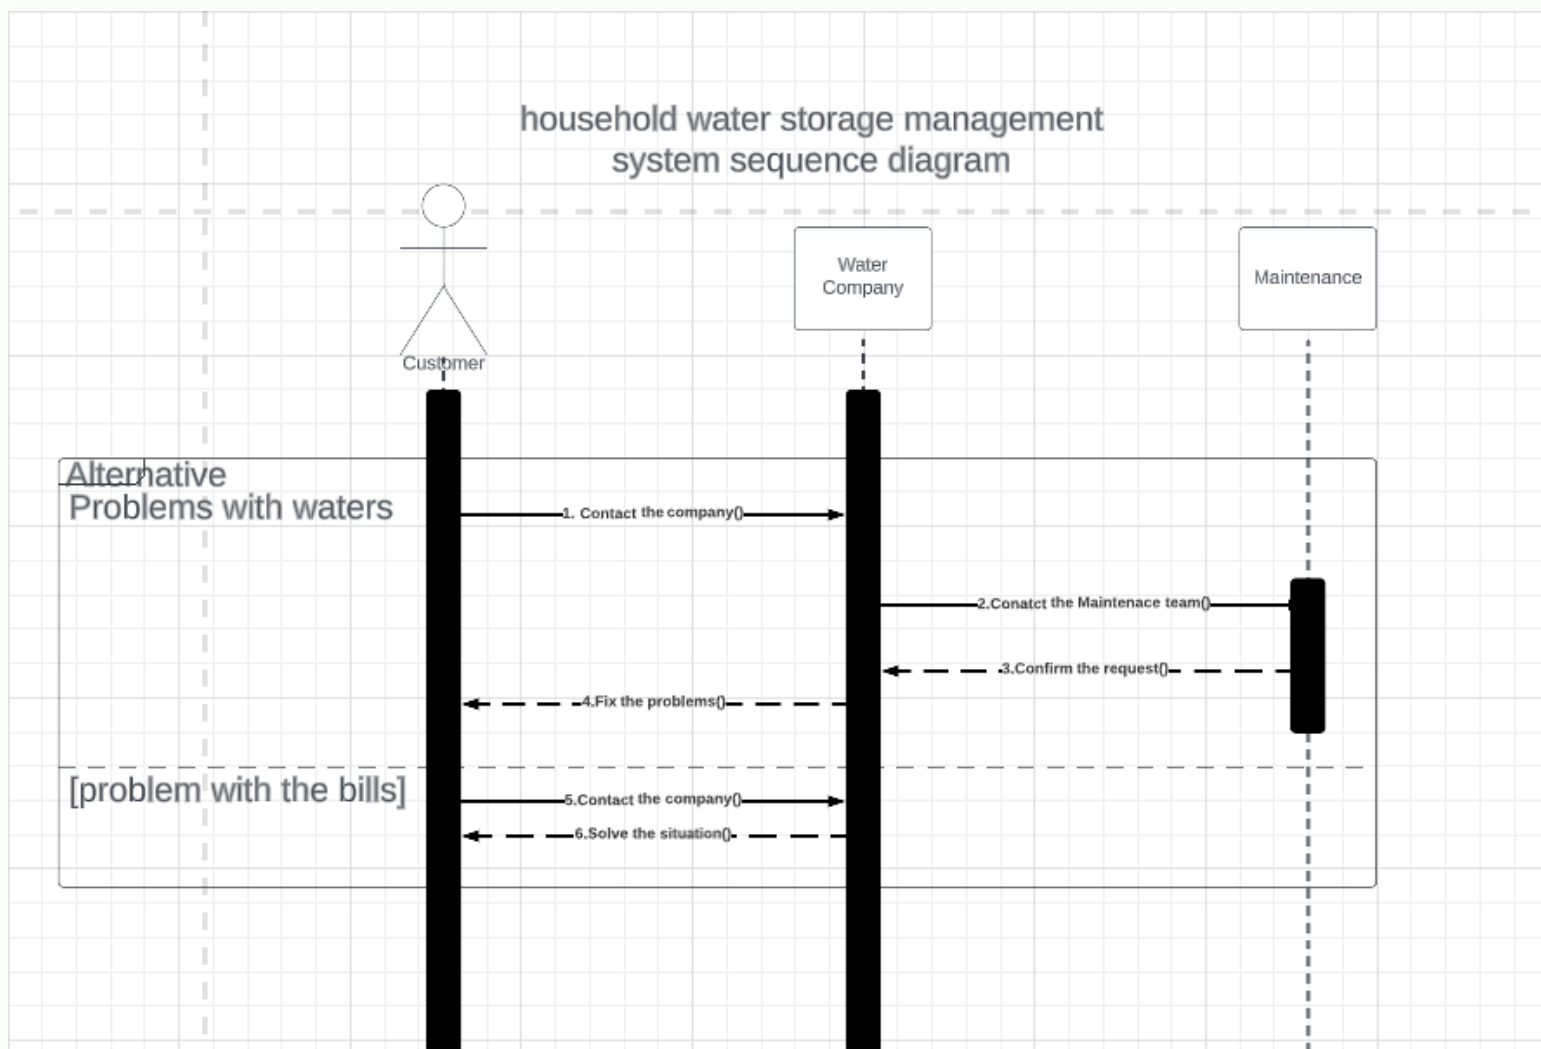 household water storage management
system sequence diagram
Water
Company
Maintenance
Customer
Alternative
Problems with waters
1. Contact the company()
2.Conatct the Maintenace team()
3.Confirm the request()
4.Fix the problems()
[problem with the bills]
5.Contact the company()
6.Solve the situation()